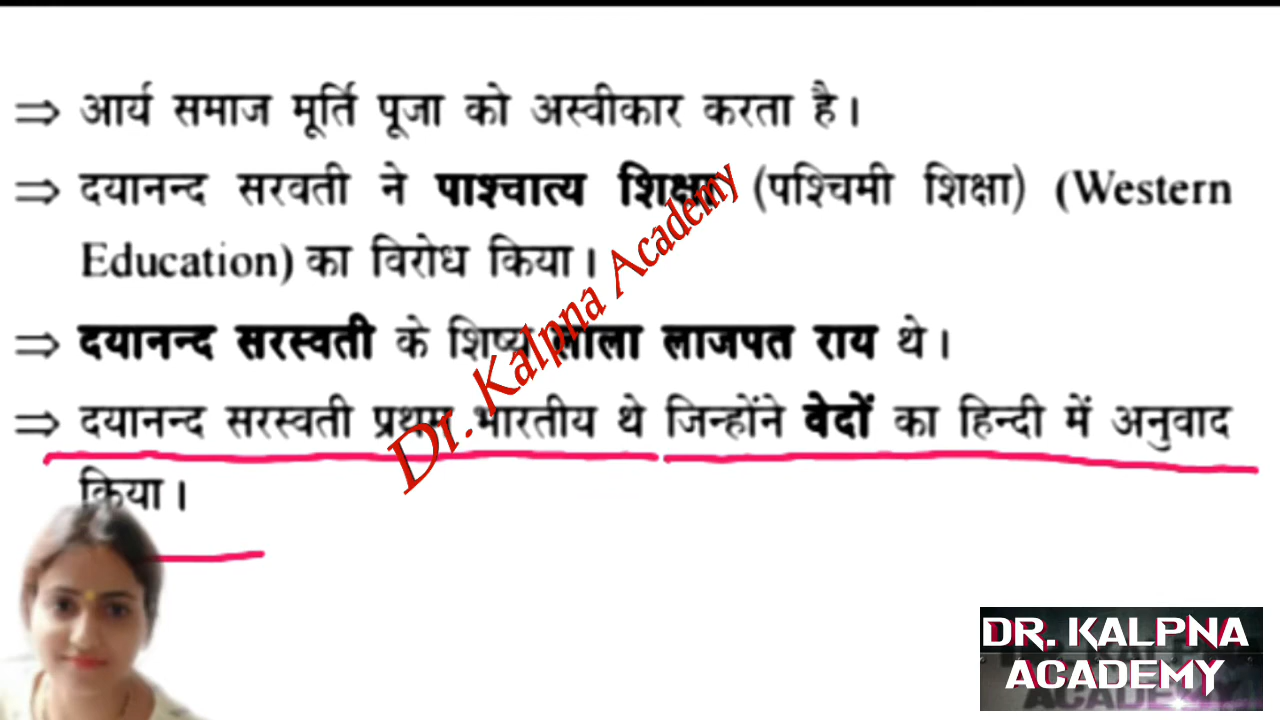 ⇒ आर्य समाज मूर्ति पूजा को अस्वीकार करता है।
⇒ दयानन्द सरवती ने पाश्चात्य शिक्षा (पश्चिमी शिक्षा) (Western
Education) का विरोध किया।
⇒ दयानन्द सरस्वती के शिष्य लाला लाजपत राय थे।
⇒ दयानन्द सरस्वती प्रथम भारतीय थे जिन्होंने वेदों का हिन्दी में अनुवाद
किया।
Dr. Kalpna Academy
DR. KALPNA
ACADEMY